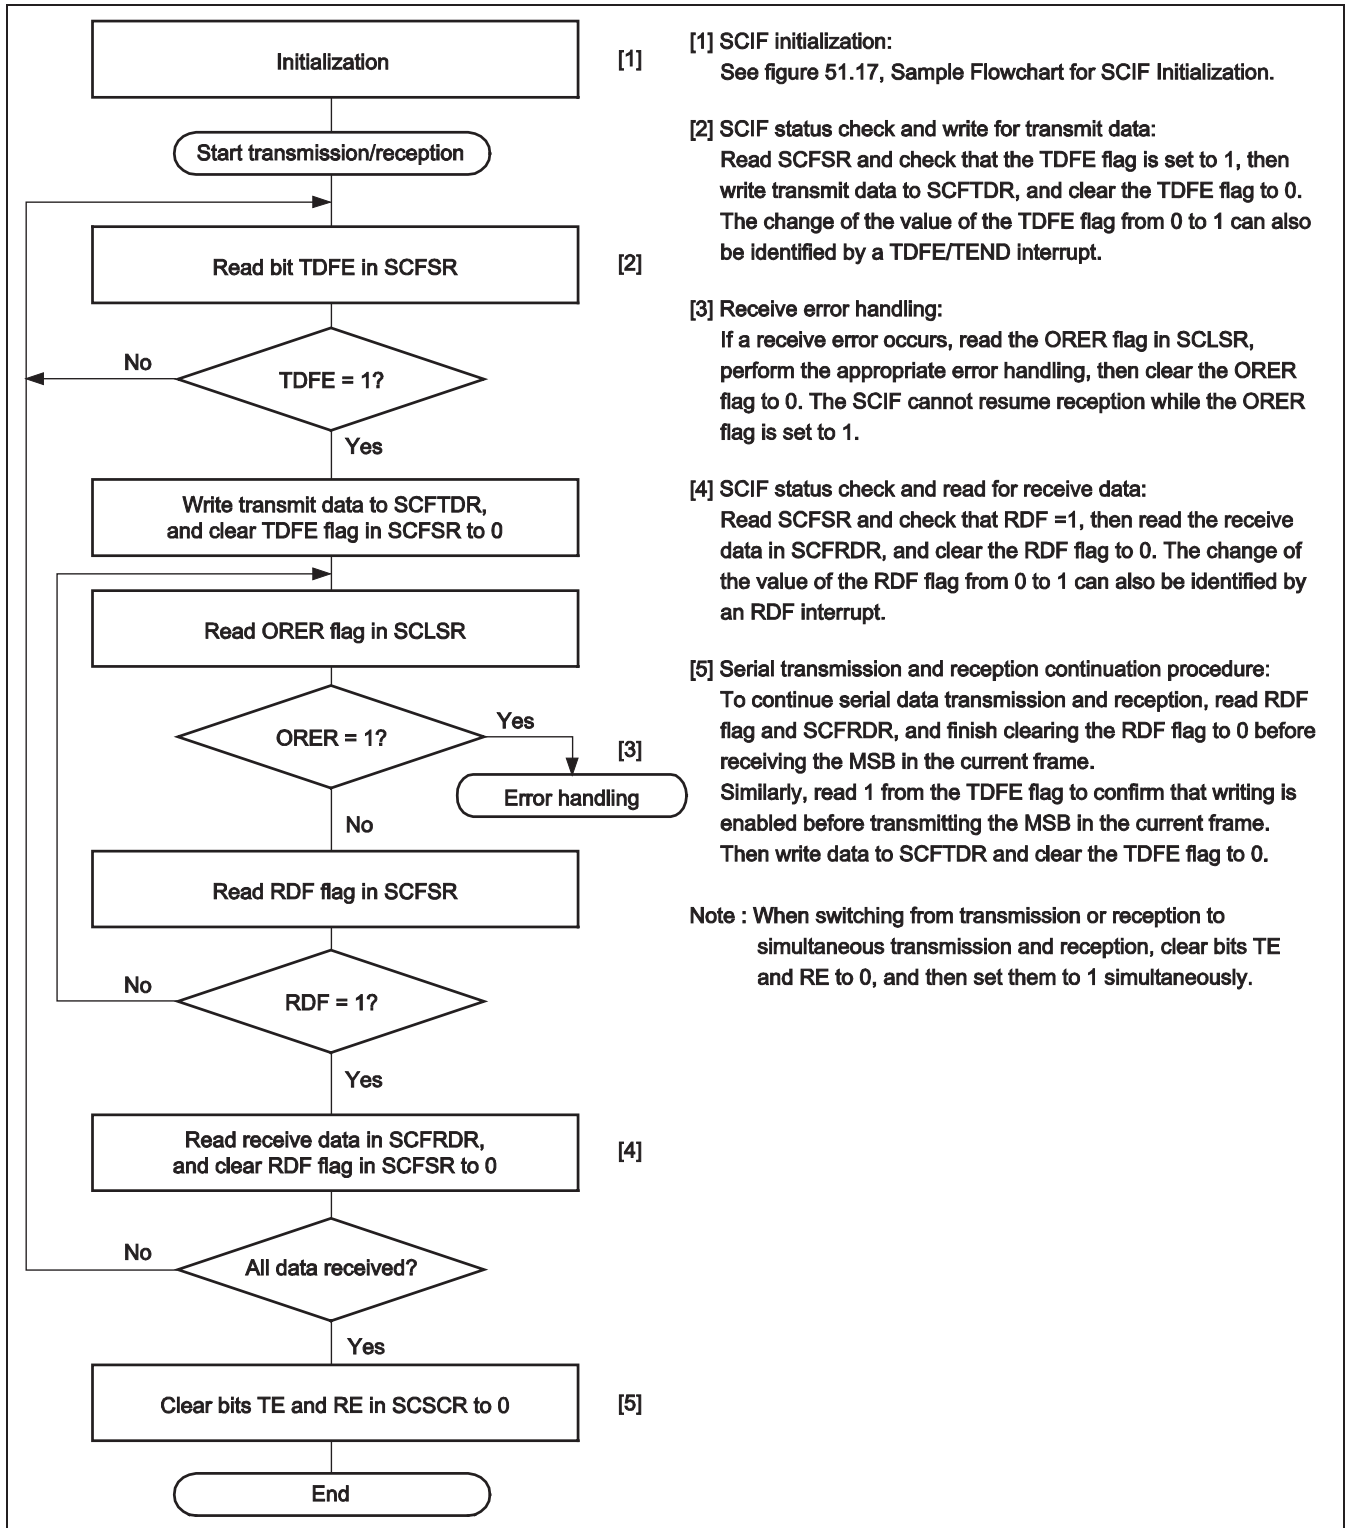 Initialization
[1]
Start transmission/reception
Read bit TDFE in SCFSR
[2]
No
TDFE = 1?
Yes
Write transmit data to SCFTDR,
and clear TDFE flag in SCFSR to 0
Read ORER flag in SCLSR
ORER = 1?
Yes
[3]
Error handling
No
Read RDF flag in SCFSR
No
RDF = 1?
Yes
Read receive data in SCFRDR,
and clear RDF flag in SCFSR to 0
[4]
No
All data received?
Yes
Clear bits TE and RE in SCSCR to 0
[5]
End
[1] SCIF initialization:
See figure 51.17, Sample Flowchart for SCIF Initialization.
[2] SCIF status check and write for transmit data:
Read SCFSR and check that the TDFE flag is set to 1, then
write transmit data to SCFTDR, and clear the TDFE flag to 0.
The change of the value of the TDFE flag from 0 to 1 can also
be identified by a TDFE/TEND interrupt.
[3] Receive error handling:
If a receive error occurs, read the ORER flag in SCLSR,
perform the appropriate error handling, then clear the ORER
flag to 0. The SCIF cannot resume reception while the ORER
flag is set to 1.
[4] SCIF status check and read for receive data:
Read SCFSR and check that RDF =1, then read the receive
data in SCFRDR, and clear the RDF flag to 0. The change of
the value of the RDF flag from 0 to 1 can also be identified by
an RDF interrupt.
[5] Serial transmission and reception continuation procedure:
To continue serial data transmission and reception, read RDF
flag and SCFRDR, and finish clearing the RDF flag to 0 before
receiving the MSB in the current frame.
Similarly, read 1 from the TDFE flag to confirm that writing is
enabled before transmitting the MSB in the current frame.
Then write data to SCFTDR and clear the TDFE flag to 0.
Note : When switching from transmission or reception to
simultaneous transmission and reception, clear bits TE
and RE to 0, and then set them to 1 simultaneously.